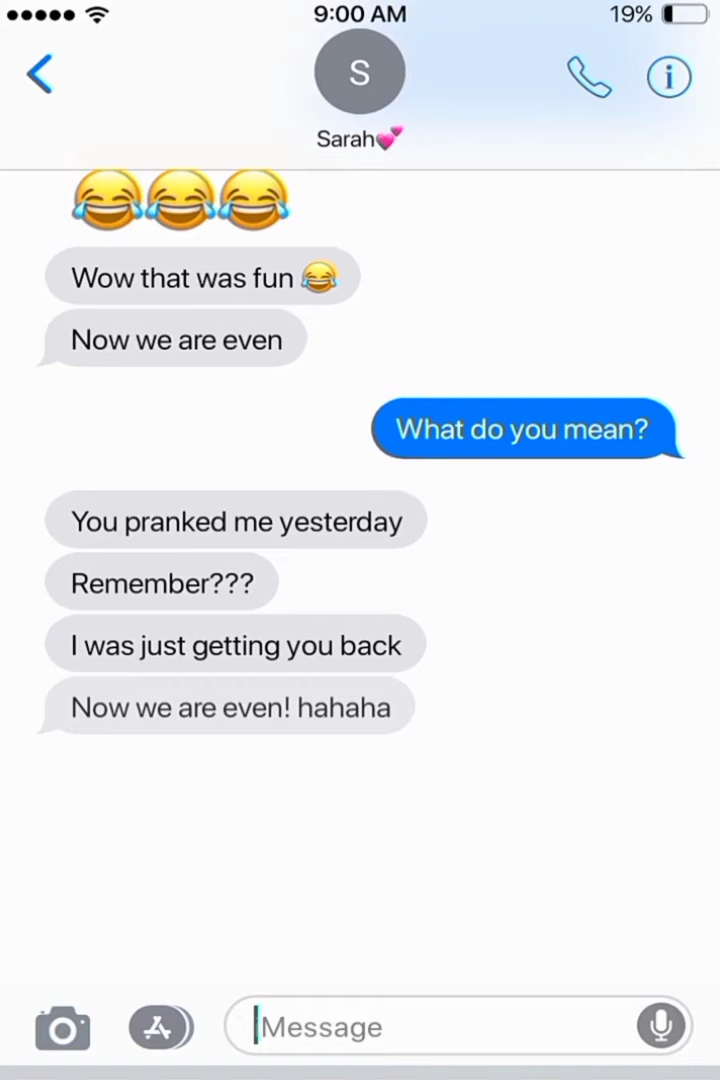 9:00 AM 19%
S
Sarah💕
😂😂😂
Wow that was fun 😂
Now we are even
What do you mean?
You pranked me yesterday
Remember???
I was just getting you back
Now we are even! hahaha
Message